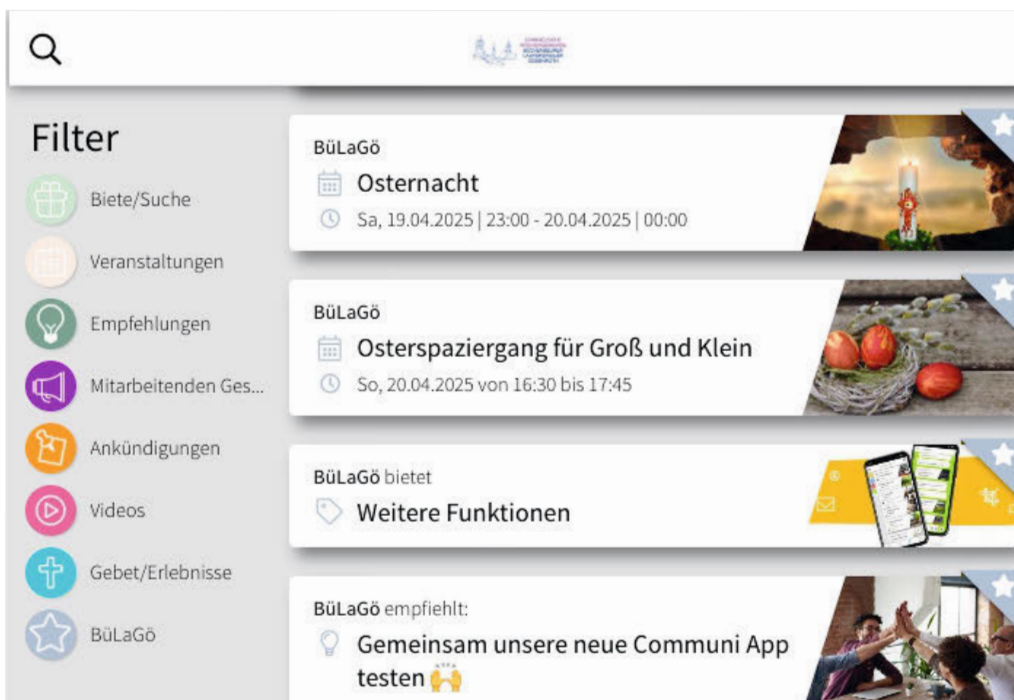 Filter
Biete/Suche
Veranstaltungen
Empfehlungen
Mitarbeitenden Ges...
Ankündigungen
Videos
Gebet/Erlebnisse
BüLaGö
BüLaGö
Osternacht
Sa, 19.04.2025 | 23:00 - 20.04.2025 | 00:00
BüLaGö
Osterspaziergang für Groß und Klein
So, 20.04.2025 von 16:30 bis 17:45
BüLaGö bietet
Weitere Funktionen
BüLaGö empfiehlt:
Gemeinsam unsere neue Communi App
testen 🙌